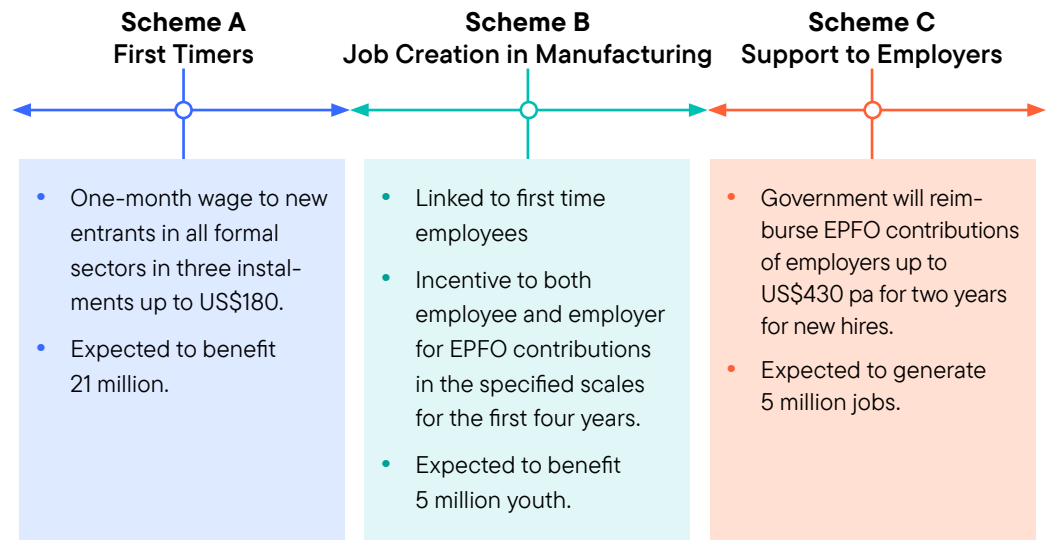 Scheme A
First Timers
One-month wage to new
entrants in all formal
sectors in three instal-
ments up to US$180.
Expected to benefit
21 million.
Scheme B
Job Creation in Manufacturing
Linked to first time
employees
Incentive to both
employee and employer
for EPFO contributions
in the specified scales
for the first four years.
Expected to benefit
5 million youth.
Scheme C
Support to Employers
Government will reim-
burse EPFO contributions
of employers up to
US$430 pa for two years
for new hires.
Expected to generate
5 million jobs.